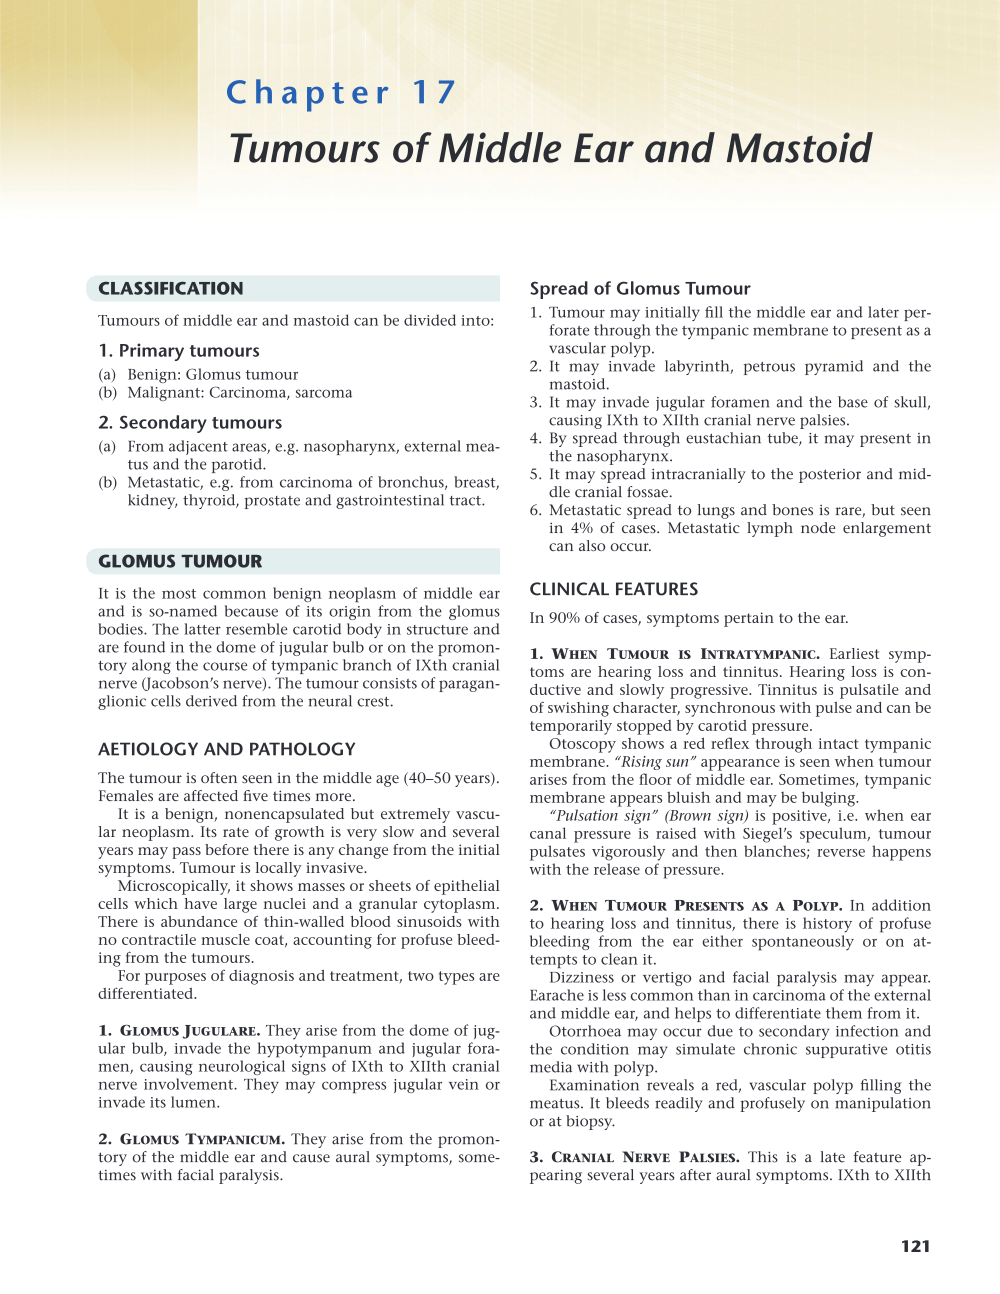 Chapter 17
Tumours of Middle Ear and Mastoid
CLASSIFICATION
Tumours of middle ear and mastoid can be divided into:
1. Primary tumours
(a) Benign: Glomus tumour
(b) Malignant: Carcinoma, sarcoma
2. Secondary tumours
(a) From adjacent areas, e.g. nasopharynx, external mea-
tus and the parotid.
(b) Metastatic, e.g. from carcinoma of bronchus, breast,
kidney, thyroid, prostate and gastrointestinal tract.
GLOMUS TUMOUR
It is the most common benign neoplasm of middle ear
and is so-named because of its origin from the glomus
bodies. The latter resemble carotid body in structure and
are found in the dome of jugular bulb or on the promon-
tory along the course of tympanic branch of IXth cranial
nerve (Jacobson's nerve). The tumour consists of paragan-
glionic cells derived from the neural crest.
AETIOLOGY AND PATHOLOGY
The tumour is often seen in the middle age (40–50 years).
Females are affected five times more.
It is a benign, nonencapsulated but extremely vascu-
lar neoplasm. Its rate of growth is very slow and several
years may pass before there is any change from the initial
symptoms. Tumour is locally invasive.
Microscopically, it shows masses or sheets of epithelial
cells which have large nuclei and a granular cytoplasm.
There is abundance of thin-walled blood sinusoids with
no contractile muscle coat, accounting for profuse bleed-
ing from the tumours.
For purposes of diagnosis and treatment, two types are
differentiated.
1. Glomus Jugulare. They arise from the dome of jug-
ular bulb, invade the hypotympanum and jugular fora-
men, causing neurological signs of IXth to XIIth cranial
nerve involvement. They may compress jugular vein or
invade its lumen.
2. Glomus Tympanicum. They arise from the promon-
tory of the middle ear and cause aural symptoms, some-
times with facial paralysis.
Spread of Glomus Tumour
1. Tumour may initially fill the middle ear and later per-
forate through the tympanic membrane to present as a
vascular polyp.
2. It may invade labyrinth, petrous pyramid and the
mastoid.
3. It may invade jugular foramen and the base of skull,
causing IXth to XIIth cranial nerve palsies.
4. By spread through eustachian tube, it may present in
the nasopharynx.
5. It may spread intracranially to the posterior and mid-
dle cranial fossae.
6. Metastatic spread to lungs and bones is rare, but seen
in 4% of cases. Metastatic lymph node enlargement
can also occur.
CLINICAL FEATURES
In 90% of cases, symptoms pertain to the ear.
1. When Tumour is Intratympanic. Earliest symp-
toms are hearing loss and tinnitus. Hearing loss is con-
ductive and slowly progressive. Tinnitus is pulsatile and
of swishing character, synchronous with pulse and can be
temporarily stopped by carotid pressure.
Otoscopy shows a red reflex through intact tympanic
membrane. "Rising sun" appearance is seen when tumour
arises from the floor of middle ear. Sometimes, tympanic
membrane appears bluish and may be bulging.
"Pulsation sign" (Brown sign) is positive, i.e. when ear
canal pressure is raised with Siegel's speculum, tumour
pulsates vigorously and then blanches; reverse happens
with the release of pressure.
2. When Tumour Presents as a Polyp. In addition
to hearing loss and tinnitus, there is history of profuse
bleeding from the ear either spontaneously or on at-
tempts to clean it.
Dizziness or vertigo and facial paralysis may appear.
Earache is less common than in carcinoma of the external
and middle ear, and helps to differentiate them from it.
Otorrhoea may occur due to secondary infection and
the condition may simulate chronic suppurative otitis
media with polyp.
Examination reveals a red, vascular polyp filling the
meatus. It bleeds readily and profusely on manipulation
or at biopsy.
3. Cranial Nerve Palsies. This is a late feature ap-
pearing several years after aural symptoms. IXth to XIIth
121